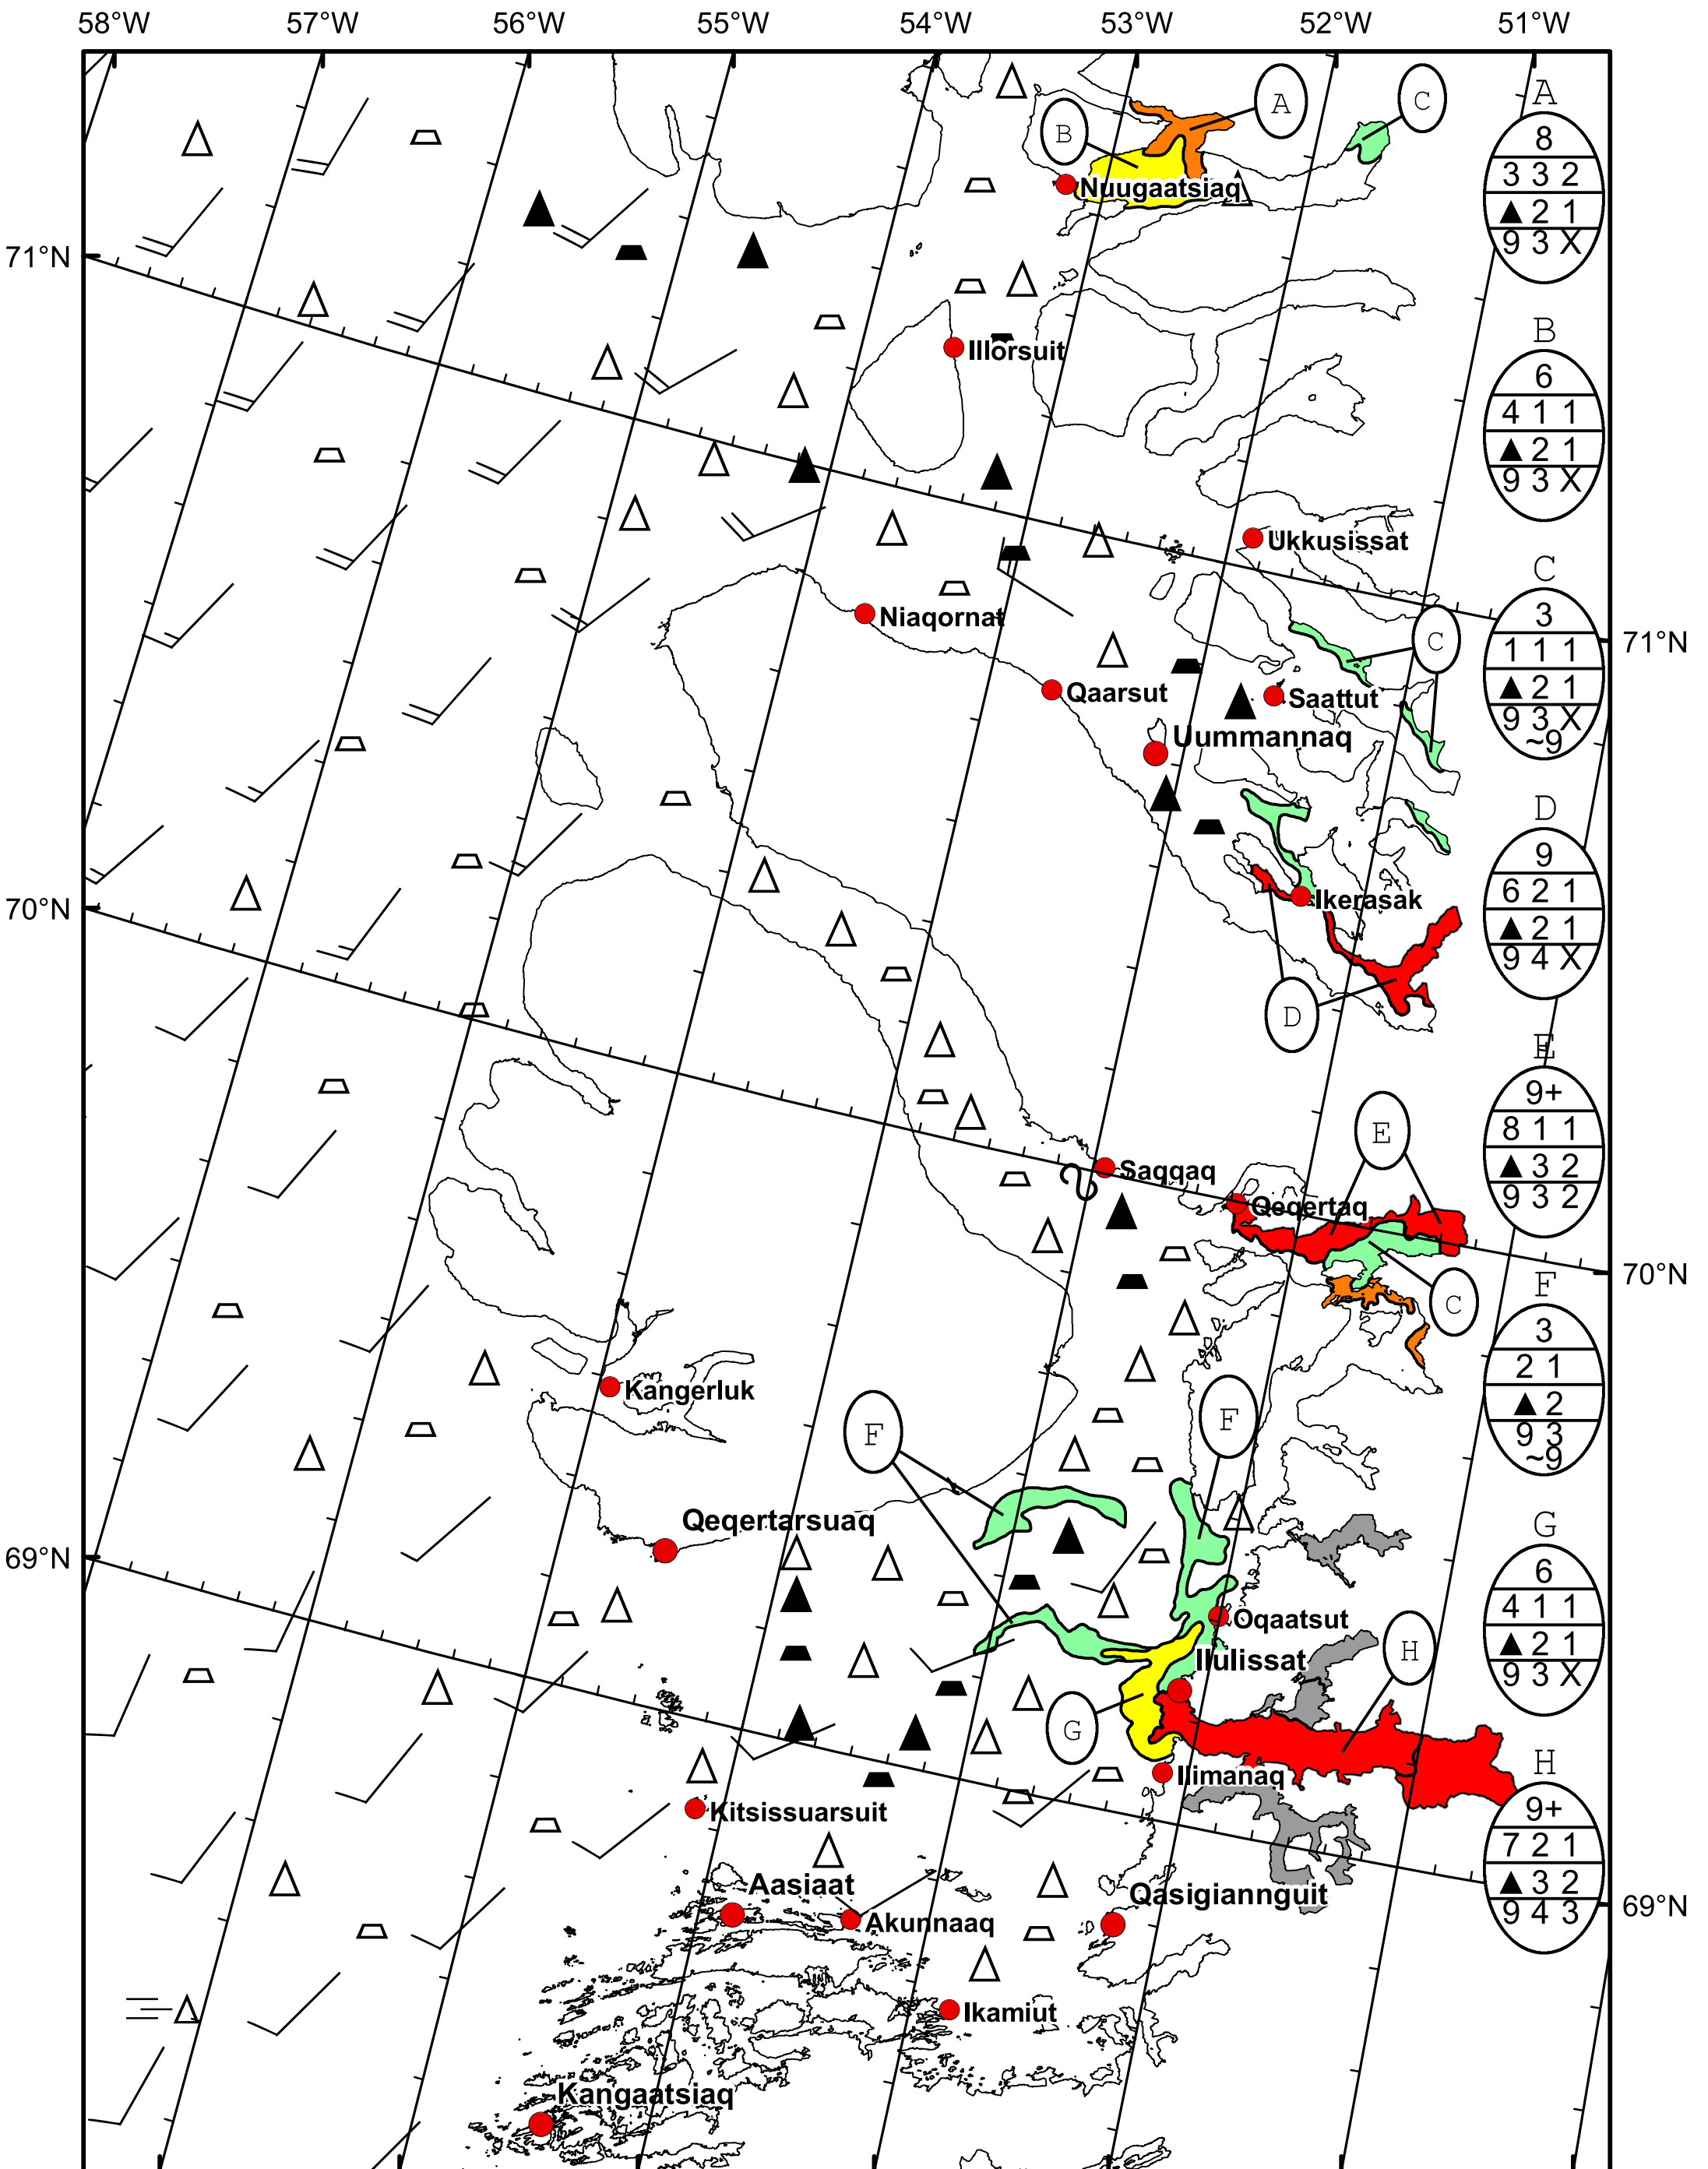 58°W 57°W 56°W 55°W 54°W 53°W 52°W 51°W
A
C
A
8
B
3 3 2
Nuugaatsiaq
▲ 2 1
9 3 X
71°N
B
Illorsuit
6
4 1 1
▲ 2 1
9 3 X
Ukkusissat
C
3
Niaqornat
C
71°N
1 1 1
Qaarsut
Saattut
▲ 2 1
9 3 X
Uummannaq
~9
D
9
Ikerasak
6 2 1
70°N
▲ 2 1
9 4 X
D
E
9+
E
8 1 1
Saqqaq
▲ 3 2
Qeqertaq
9 3 2
70°N
F
C
3
Kangerluk
2 1
▲ 2
F
F
9 3
~9
Qeqertarsuaq
G
69°N
6
Oqaatsut
4 1 1
H
Ilulissat
▲ 2 1
9 3 X
G
Ilimanaq
H
Kitsissuarsuit
9+
7 2 1
Aasiaat
▲ 3 2
Qasigiannguit
9 4 3
69°N
Akunnaaq
Ikamiut
Kangaatsiaq